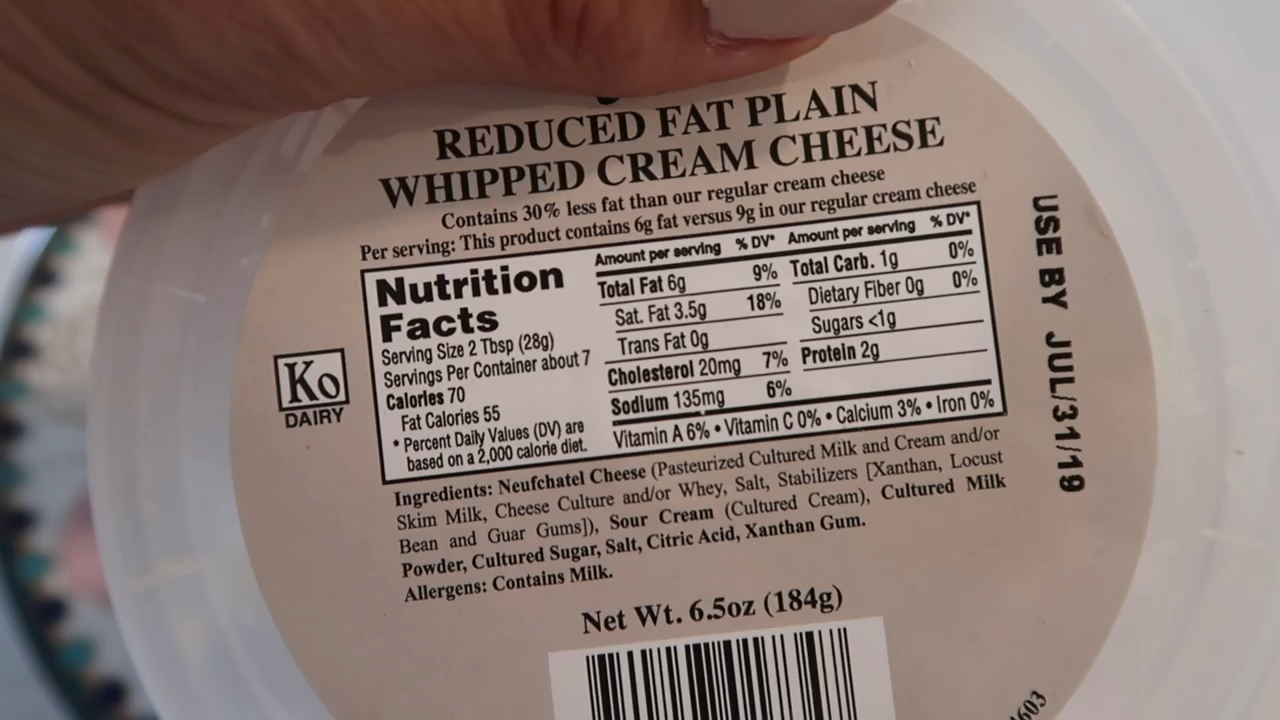 REDUCED FAT PLAIN
WHIPPED CREAM CHEESE
Contains 30% less fat than our regular cream cheese
Per serving: This product contains 6g fat versus 9g in our regular cream cheese
Nutrition
Facts
Serving Size 2 Tbsp (28g)
Servings Per Container about 7
Calories 70
Fat Calories 55
* Percent Daily Values (DV) are
based on a 2,000 calorie diet.
Amount per serving % DV*
Total Fat 6g 9%
Sat. Fat 3.5g 18%
Trans Fat 0g
Cholesterol 20mg 7%
Sodium 135mg 6%
Amount per serving % DV*
Total Carb. 1g 0%
Dietary Fiber 0g 0%
Sugars <1g
Protein 2g
Vitamin A 6% • Vitamin C 0% • Calcium 3% • Iron 0%
KO
DAIRY
USE BY JUL/31/19
Ingredients: Neufchatel Cheese (Pasteurized Cultured Milk and Cream and/or
Skim Milk, Cheese Culture and/or Whey, Salt, Stabilizers [Xanthan, Locust
Bean and Guar Gums]), Sour Cream (Cultured Cream), Cultured Milk
Powder, Cultured Sugar, Salt, Citric Acid, Xanthan Gum.
Allergens: Contains Milk.
Net Wt. 6.5oz (184g)